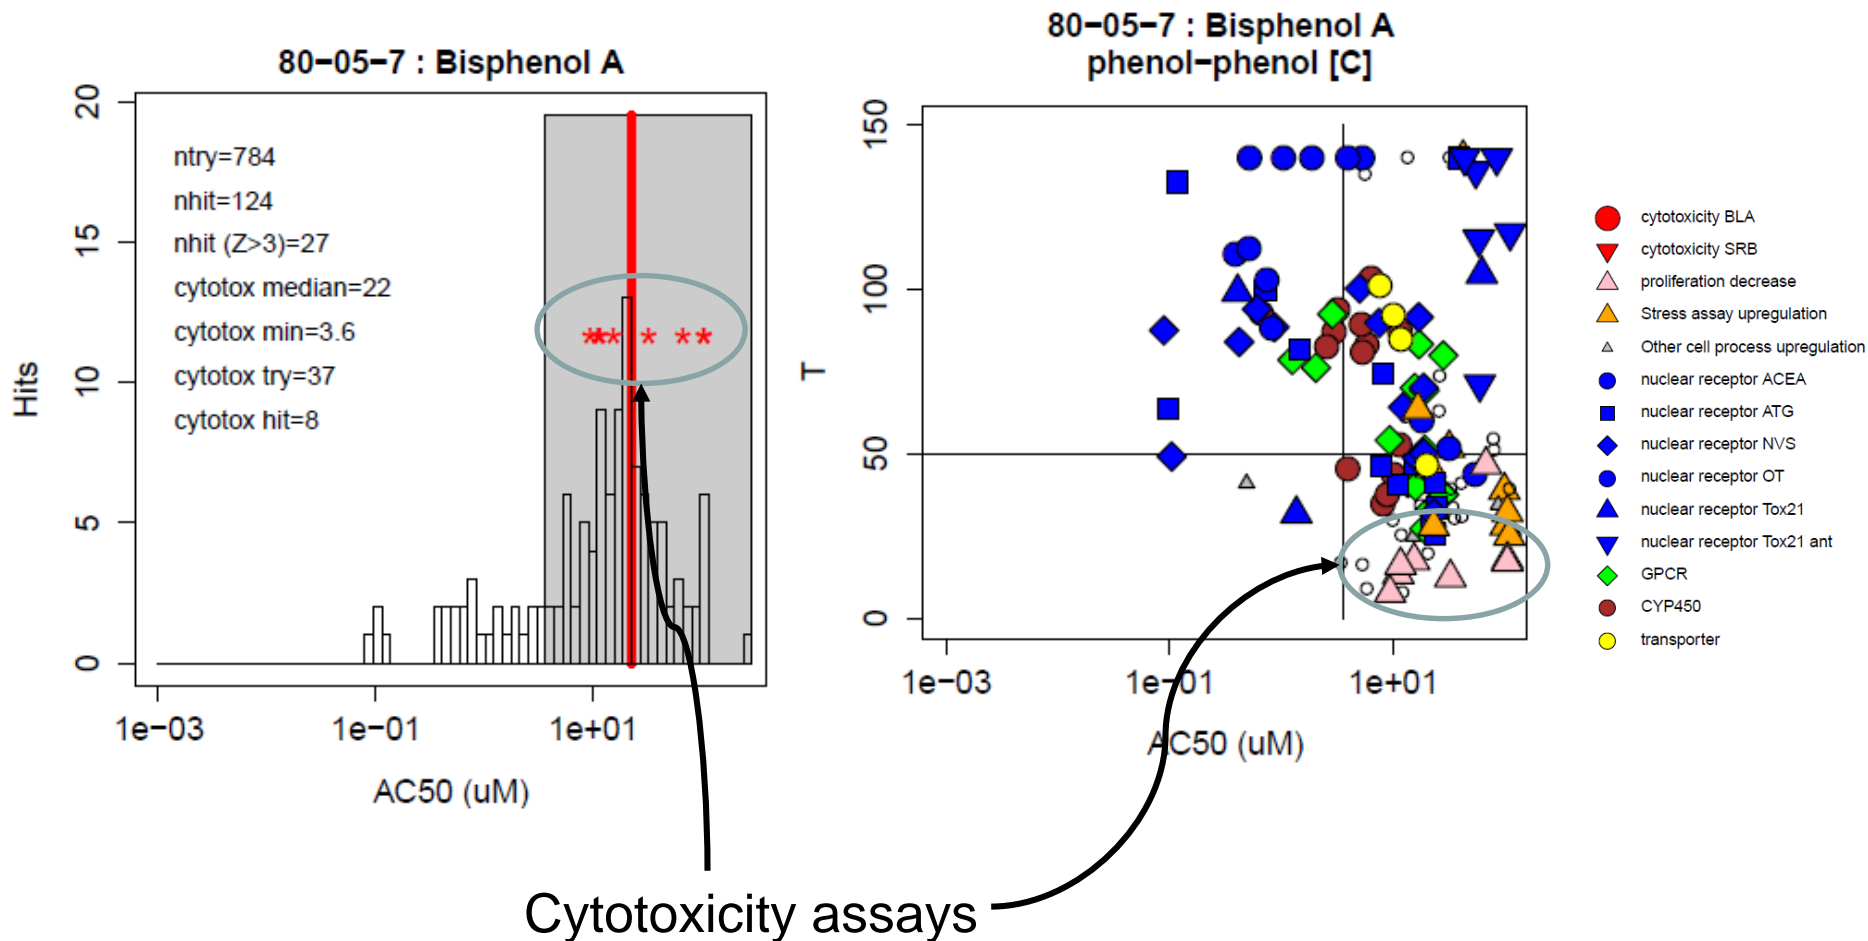 80−05−7 : Bisphenol A
20
15
10
5
0
Hits
ntry=784
nhit=124
nhit (Z>3)=27
cytotox median=22
cytotox min=3.6
cytotox try=37
cytotox hit=8
* * * * * *
1e−03
1e−01
1e+01
AC50 (uM)
80−05−7 : Bisphenol A
phenol−phenol [C]
150
100
50
0
T
1e−03
1e−01
1e+01
AC50 (uM)
cytotoxicity BLA
cytotoxicity SRB
proliferation decrease
Stress assay upregulation
Other cell process upregulation
nuclear receptor ACEA
nuclear receptor ATG
nuclear receptor NVS
nuclear receptor OT
nuclear receptor Tox21
nuclear receptor Tox21 ant
GPCR
CYP450
transporter
Cytotoxicity assays